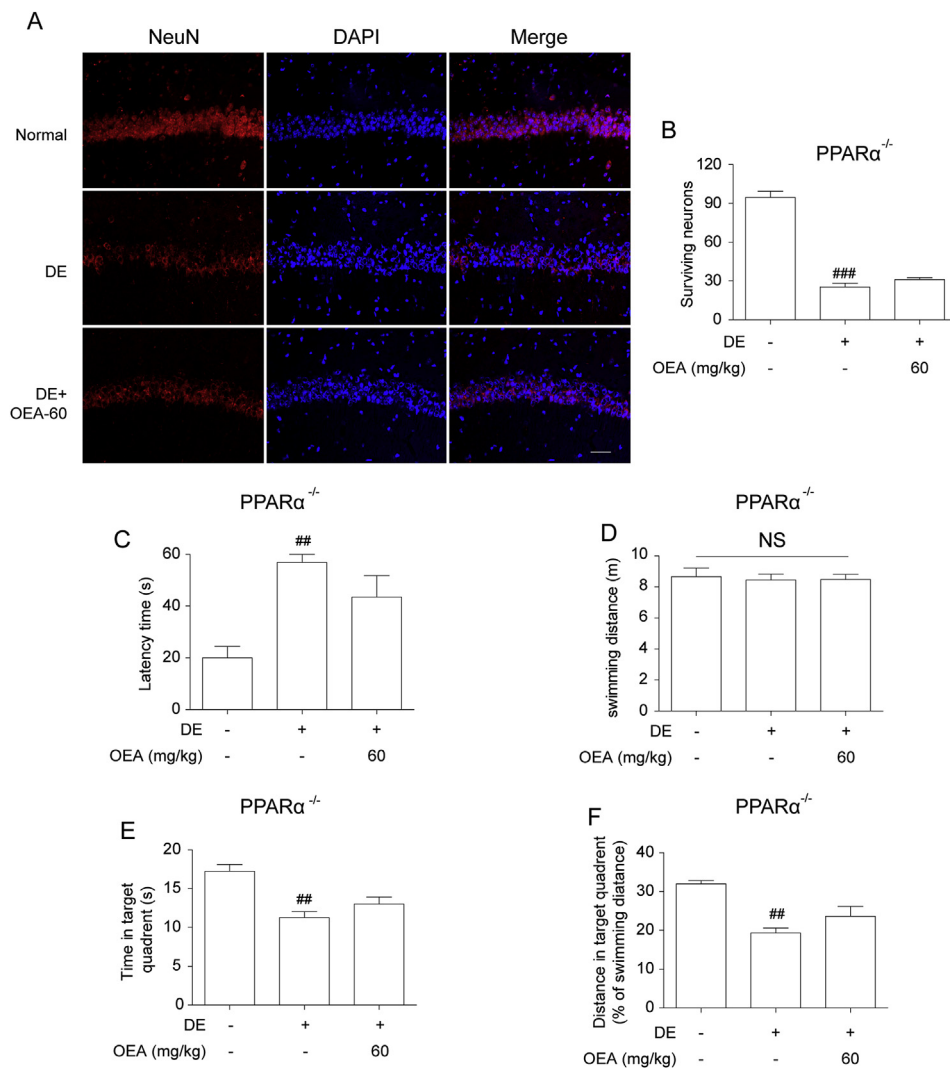 A
NeuN
DAPI
Merge
Normal
DE
DE+
OEA-60
B
PPARα-/-
Surviving neurons
120
90
60
30
0
###
DE - + +
OEA (mg/kg) - - 60
C
PPARα-/-
Latency time (s)
60
40
20
0
##
DE - + +
OEA (mg/kg) - - 60
D
PPARα-/-
swimming distance (m)
10
8
6
4
2
0
NS
DE - + +
OEA (mg/kg) - - 60
E
PPARα-/-
Time in target
quadrent (s)
20
15
10
5
0
##
DE - + +
OEA (mg/kg) - - 60
F
PPARα-/-
Distance in target quadrent
(% of swimming diatance)
40
30
20
10
0
##
DE - + +
OEA (mg/kg) - - 60